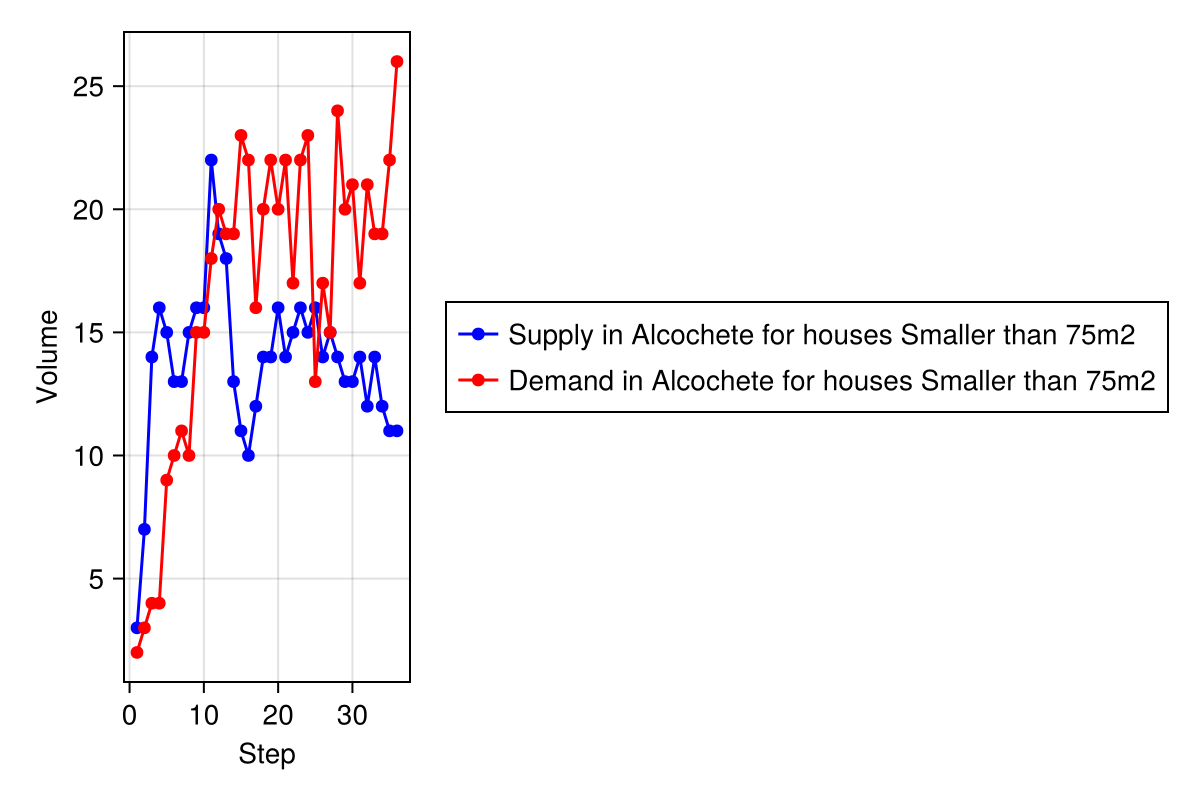 25
20
15
10
5
Volume
0 10 20 30
Step
Supply in Alcochete for houses Smaller than 75m2
Demand in Alcochete for houses Smaller than 75m2